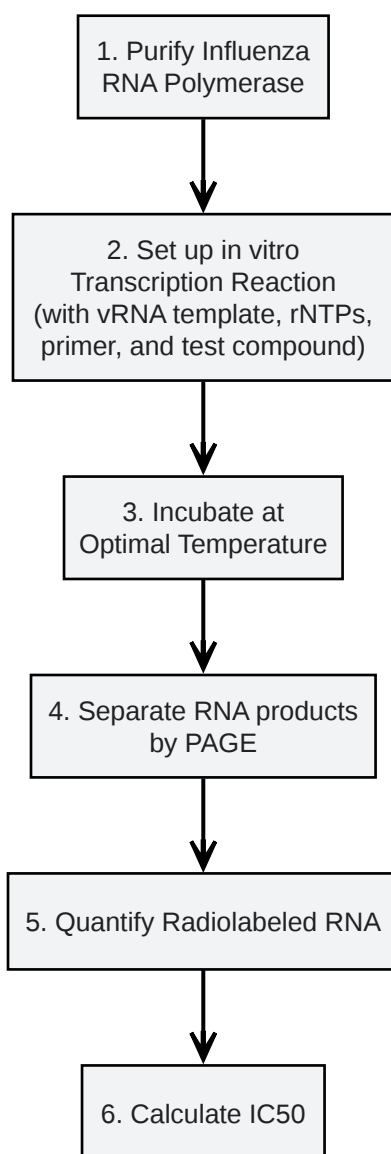 1. Purify Influenza
RNA Polymerase
2. Set up in vitro
Transcription Reaction
(with vRNA template, rNTPs,
primer, and test compound)
3. Incubate at
Optimal Temperature
4. Separate RNA products
by PAGE
5. Quantify Radiolabeled RNA
6. Calculate IC50